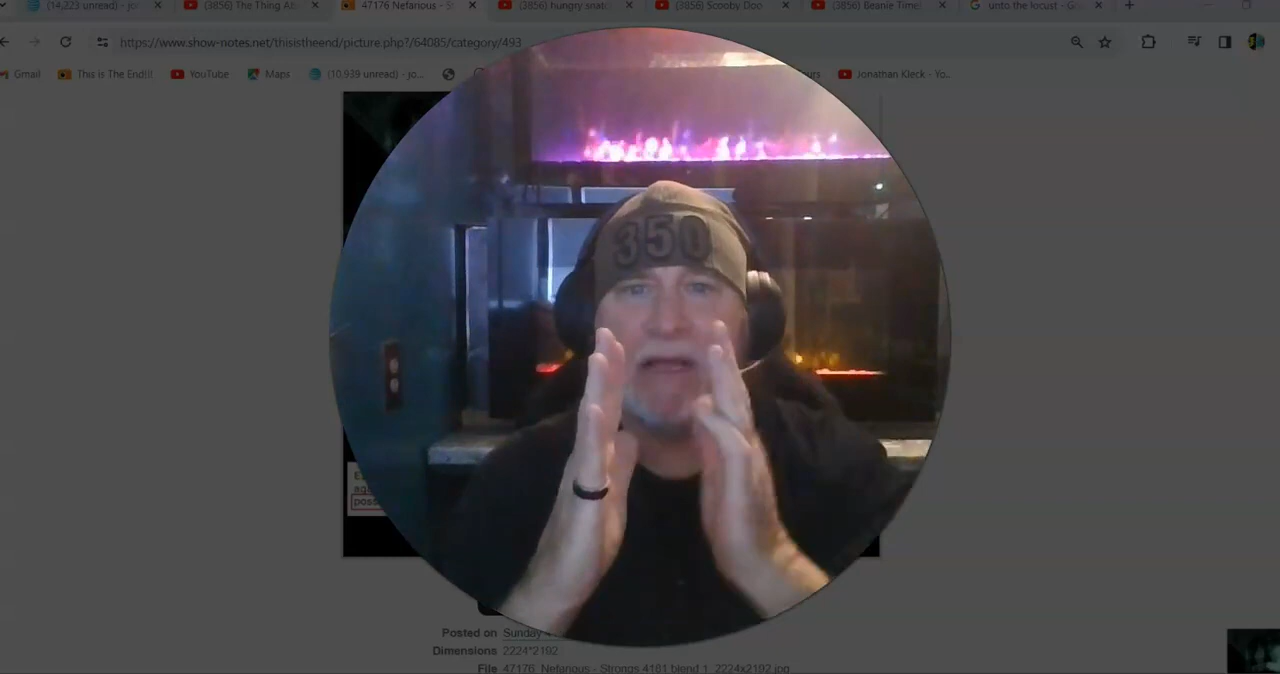 (14,223 unread) - jo
(3856) The Thing Ab
47176 Nefarious - S
(3856) hungry snat
(3856) Scooby Doo
(3856) Beanie Time!
unto the locust - Go
https://www.show-notes.net/thisistheend/picture.php?/64085/category/493
Gmail
This Is The End!!!
YouTube
Maps
(10,939 unread) - jo...
Jonathan Kleck - Yo...
350
Posted on Sunday 4
Dimensions 2224*2192
File 47176_Nefarious - Strongs 4161 blend 1_2224x2192.jpg